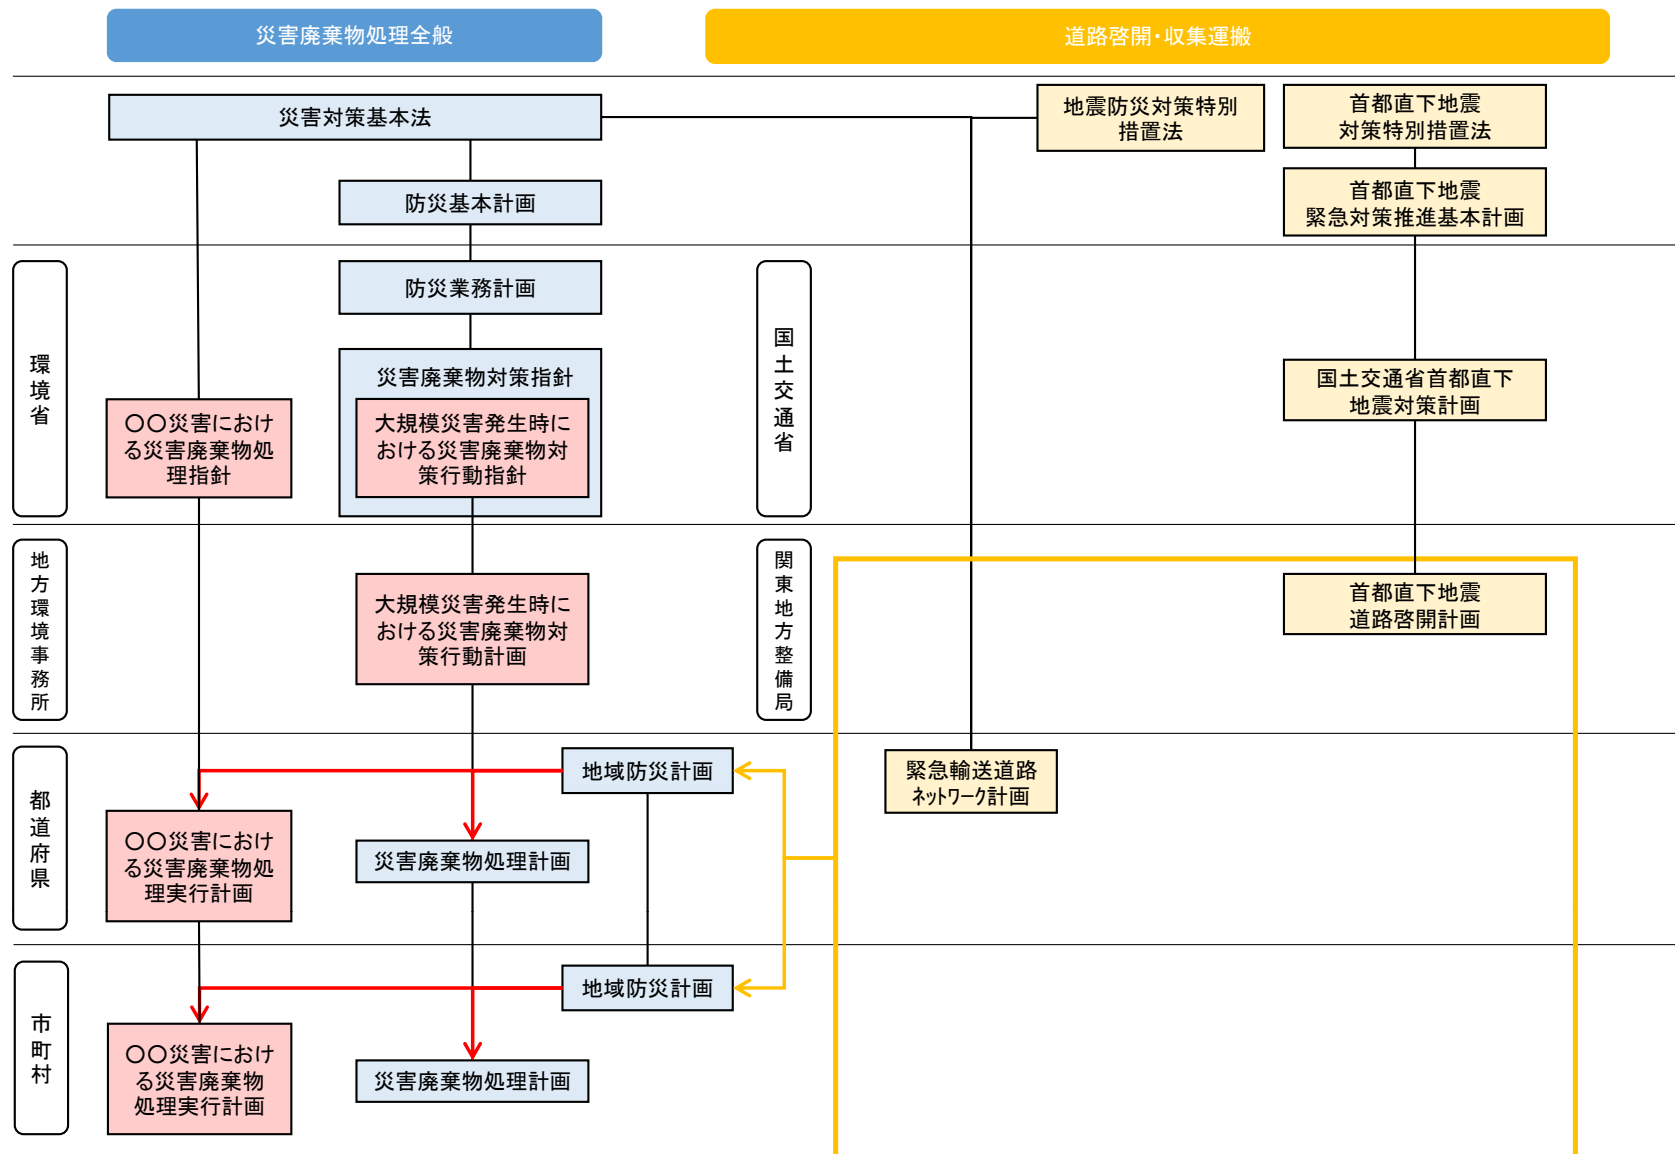 災害廃棄物処理全般
道路啓開・収集運搬
災害対策基本法
地震防災対策特別
措置法
首都直下地震
対策特別措置法
防災基本計画
首都直下地震
緊急対策推進基本計画
環境省
防災業務計画
災害廃棄物対策指針
〇〇災害におけ
る災害廃棄物処
理指針
大規模災害発生時に
おける災害廃棄物対
策行動指針
国土交通省
国土交通省首都直下
地震対策計画
地方環境事務所
大規模災害発生時に
おける災害廃棄物対
策行動計画
関東地方整備局
首都直下地震
道路啓開計画
都道府県
地域防災計画
緊急輸送道路
ネットワーク計画
〇〇災害におけ
る災害廃棄物処
理実行計画
災害廃棄物処理計画
市町村
地域防災計画
〇〇災害におけ
る災害廃棄物
処理実行計画
災害廃棄物処理計画